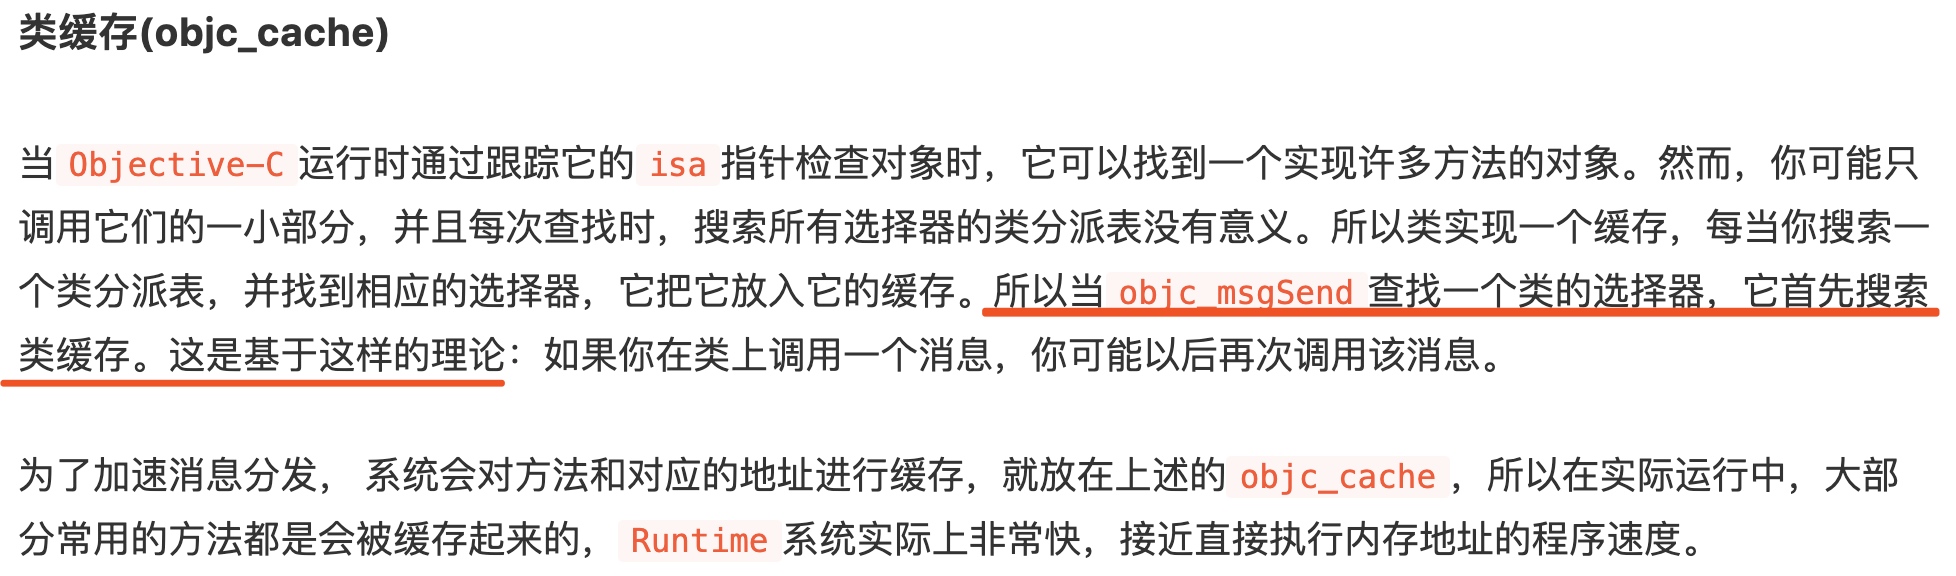 类缓存(objc_cache)
当 Objective-C 运行时通过跟踪它的 isa 指针检查对象时，它可以找到一个实现许多方法的对象。然而，你可能只
调用它们的一小部分，并且每次查找时，搜索所有选择器的类分派表没有意义。所以类实现一个缓存，每当你搜索一
个类分派表，并找到相应的选择器，它把它放入它的缓存。所以当 objc_msgSend 查找一个类的选择器，它首先搜索
类缓存。这是基于这样的理论：如果你在类上调用一个消息，你可能以后再次调用该消息。
为了加速消息分发， 系统会对方法和对应的地址进行缓存，就放在上述的 objc_cache ，所以在实际运行中，大部
分常用的方法都是会被缓存起来的， Runtime 系统实际上非常快，接近直接执行内存地址的程序速度。